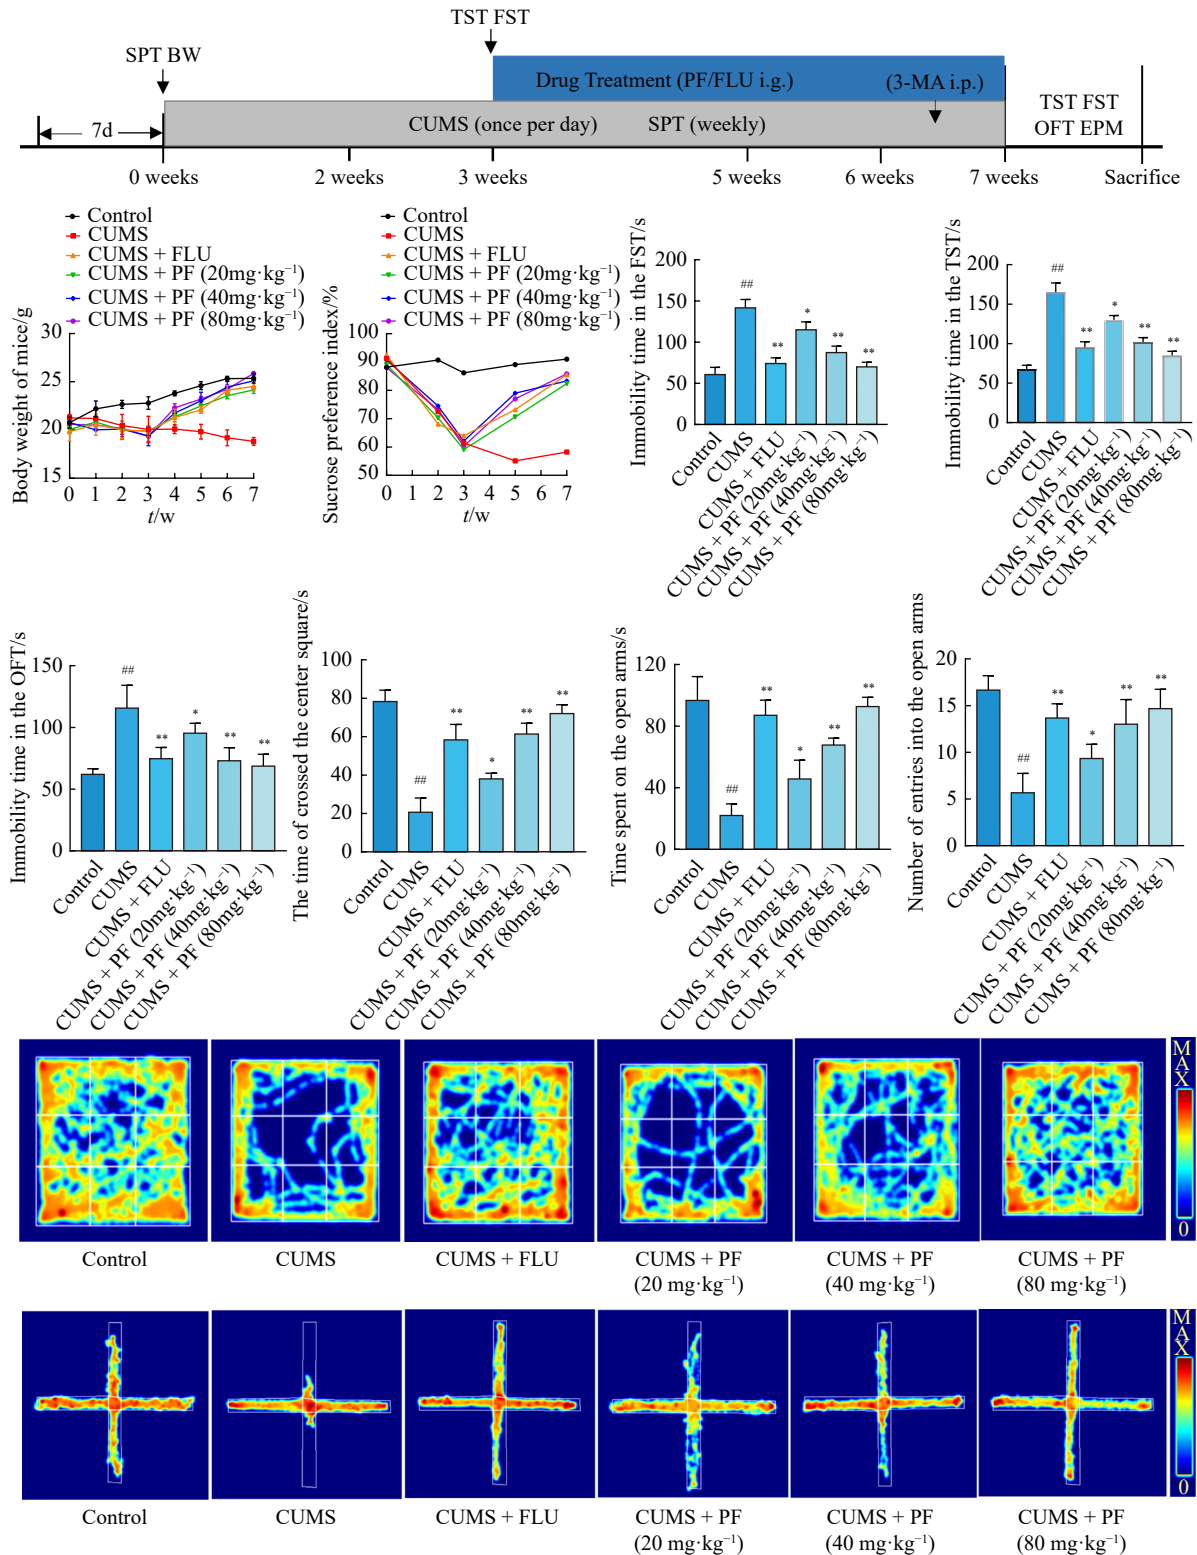 TST FST
SPT BW
Drug Treatment (PF/FLU i.g.)
(3-MA i.p.)
7d
CUMS (once per day)
SPT (weekly)
TST FST
OFT EPM
0 weeks
2 weeks
3 weeks
5 weeks
6 weeks
7 weeks
Sacrifice
Control
CUMS
CUMS + FLU
CUMS + PF (20mg·kg⁻¹)
CUMS + PF (40mg·kg⁻¹)
CUMS + PF (80mg·kg⁻¹)
Body weight of mice/g
30
25
20
15
0 1 2 3 4 5 6 7
t/w
Control
CUMS
CUMS + FLU
CUMS + PF (20mg·kg⁻¹)
CUMS + PF (40mg·kg⁻¹)
CUMS + PF (80mg·kg⁻¹)
Sucrose preference index/%
100
90
80
70
60
50
0 1 2 3 4 5 6 7
t/w
Immobility time in the FST/s
200
150
100
50
0
##
**
*
**
**
Control
CUMS
CUMS + FLU
CUMS + PF (20mg·kg⁻¹)
CUMS + PF (40mg·kg⁻¹)
CUMS + PF (80mg·kg⁻¹)
Immobility time in the TST/s
200
150
100
50
0
##
**
*
**
**
Control
CUMS
CUMS + FLU
CUMS + PF (20mg·kg⁻¹)
CUMS + PF (40mg·kg⁻¹)
CUMS + PF (80mg·kg⁻¹)
Immobility time in the OFT/s
150
100
50
0
##
**
*
**
**
Control
CUMS
CUMS + FLU
CUMS + PF (20mg·kg⁻¹)
CUMS + PF (40mg·kg⁻¹)
CUMS + PF (80mg·kg⁻¹)
The time of crossed the center square/s
100
80
60
40
20
0
##
**
*
**
**
Control
CUMS
CUMS + FLU
CUMS + PF (20mg·kg⁻¹)
CUMS + PF (40mg·kg⁻¹)
CUMS + PF (80mg·kg⁻¹)
Time spent on the open arms/s
120
80
40
0
##
**
*
**
**
Control
CUMS
CUMS + FLU
CUMS + PF (20mg·kg⁻¹)
CUMS + PF (40mg·kg⁻¹)
CUMS + PF (80mg·kg⁻¹)
Number of entries into the open arms
20
15
10
5
0
##
**
*
**
**
Control
CUMS
CUMS + FLU
CUMS + PF (20mg·kg⁻¹)
CUMS + PF (40mg·kg⁻¹)
CUMS + PF (80mg·kg⁻¹)
MAX
0
Control
CUMS
CUMS + FLU
CUMS + PF
(20 mg·kg⁻¹)
CUMS + PF
(40 mg·kg⁻¹)
CUMS + PF
(80 mg·kg⁻¹)
MAX
0
Control
CUMS
CUMS + FLU
CUMS + PF
(20 mg·kg⁻¹)
CUMS + PF
(40 mg·kg⁻¹)
CUMS + PF
(80 mg·kg⁻¹)